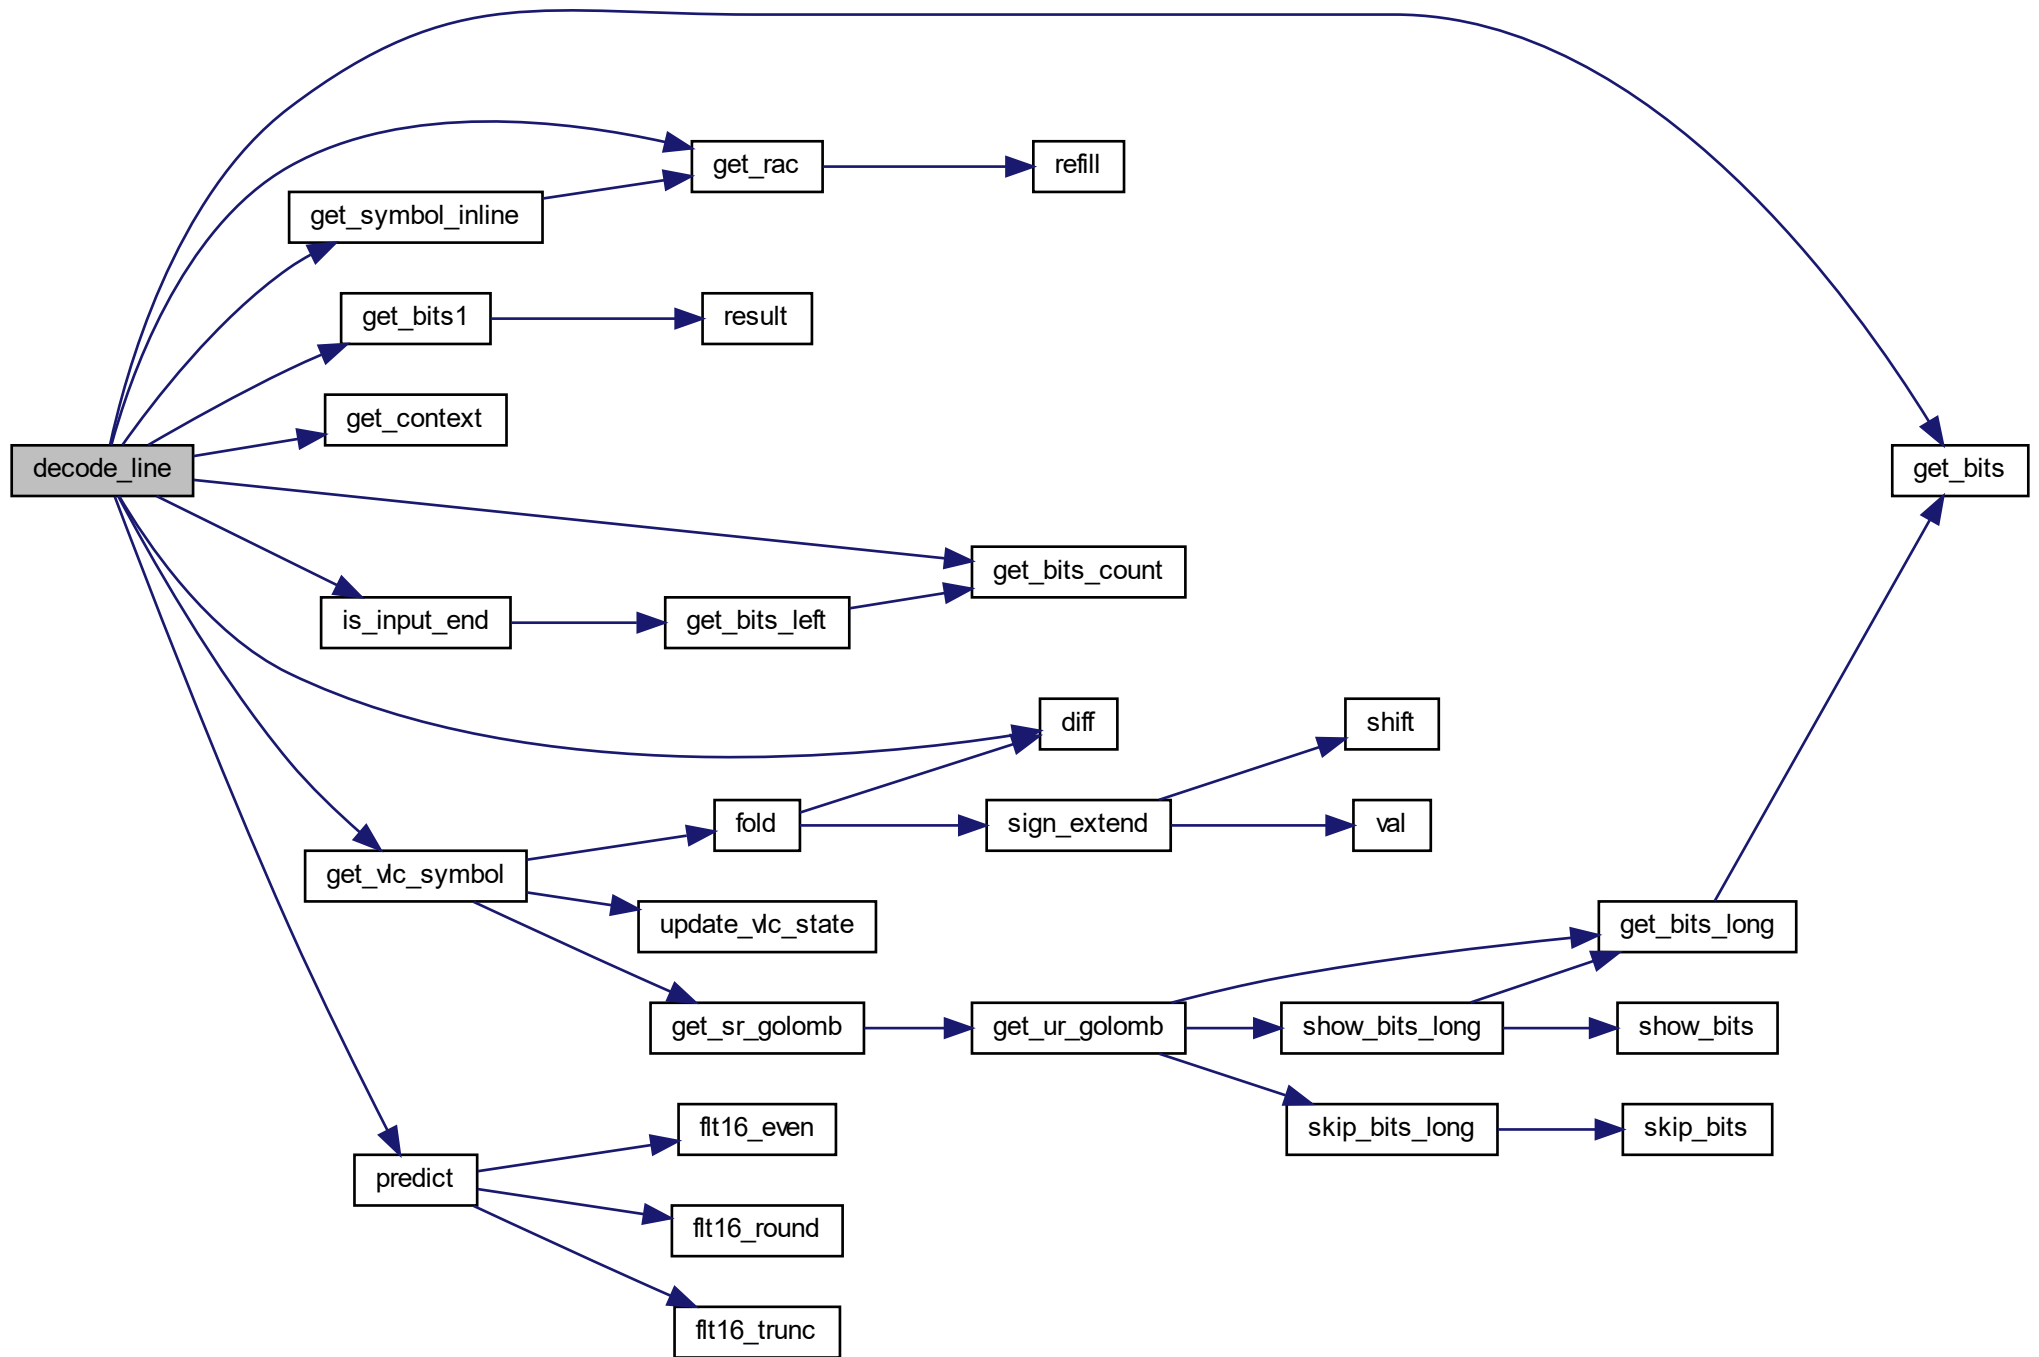 get_rac
refill
get_symbol_inline
get_bits1
result
get_context
decode_line
get_bits
get_bits_count
is_input_end
get_bits_left
diff
shift
fold
sign_extend
val
get_vlc_symbol
update_vlc_state
get_bits_long
get_sr_golomb
get_ur_golomb
show_bits_long
show_bits
flt16_even
skip_bits_long
skip_bits
predict
flt16_round
flt16_trunc